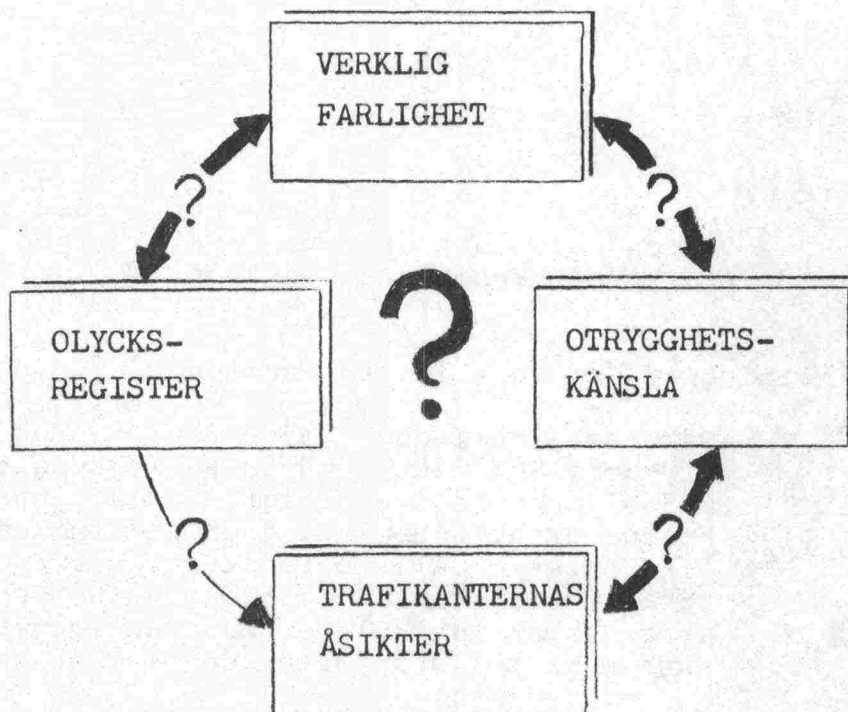 VERKLIG
FARLIGHET
?
?
OLYCKS-
REGISTER
?
OTRYGGHETS-
KÄNSLA
?
?
TRAFIKANTERNAS
ÅSIKTER